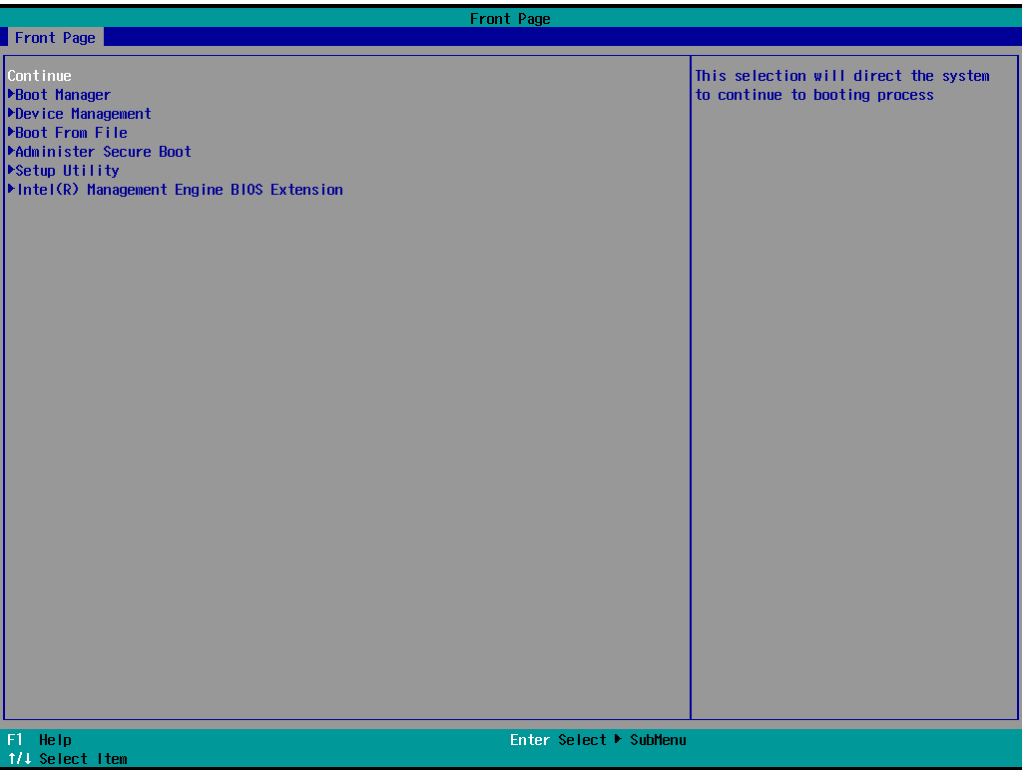 Front Page
Front Page
Continue
Boot Manager
Device Management
Boot From File
Administer Secure Boot
Setup Utility
Intel(R) Management Engine BIOS Extension
This selection will direct the system
to continue to booting process
F1 Help
Enter Select ▶ SubMenu
↑/↓ Select Item